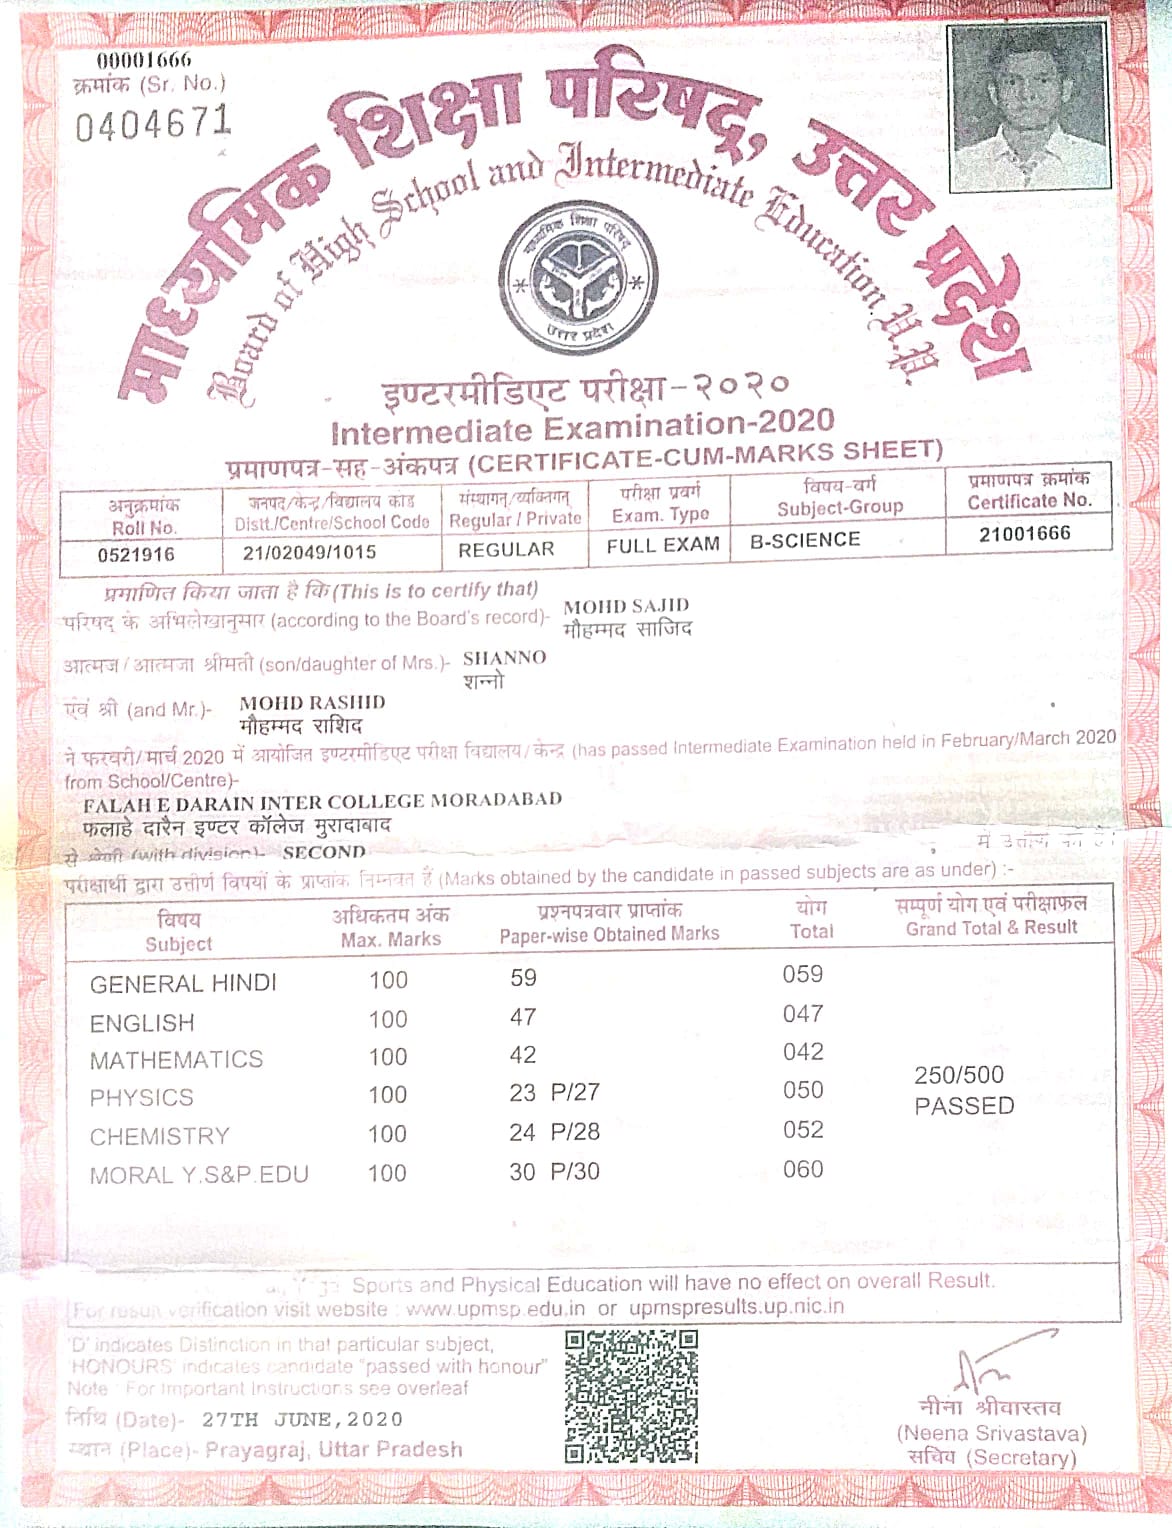 00001666
क्रमांक (Sr. No.)
0404671
माध्यमिक शिक्षा परिषद्, उत्तर प्रदेश
Board of High School and Intermediate Education U.P.
माध्यमिक शिक्षा परिषद्
उत्तर प्रदेश
इण्टरमीडिएट परीक्षा-२०२०
Intermediate Examination-2020
प्रमाणपत्र-सह-अंकपत्र (CERTIFICATE-CUM-MARKS SHEET)
अनुक्रमांक जनपद/केन्द्र/विद्यालय कोड संस्थागत/व्यक्तिगत परीक्षा प्रवर्ग विषय-वर्ग प्रमाणपत्र क्रमांक
Roll No. Distt./Centre/School Code Regular / Private Exam. Type Subject-Group Certificate No.
0521916 21/02049/1015 REGULAR FULL EXAM B-SCIENCE 21001666
प्रमाणित किया जाता है कि (This is to certify that)
परिषद् के अभिलेखानुसार (according to the Board's record)- MOHD SAJID
मौहम्मद साजिद
आत्मज/आत्मजा श्रीमती (son/daughter of Mrs.)- SHANNO
शन्नो
एवं श्री (and Mr.)- MOHD RASHID
मौहम्मद राशिद
ने फरवरी/मार्च 2020 में आयोजित इण्टरमीडिएट परीक्षा विद्यालय/केन्द्र (has passed Intermediate Examination held in February/March 2020
from School/Centre)-
FALAH E DARAIN INTER COLLEGE MORADABAD
फलाहे दारैन इण्टर कॉलेज मुरादाबाद
से श्रेणी (with division)- SECOND में
परीक्षार्थी द्वारा उत्तीर्ण विषयों के प्राप्तांक निम्नवत हैं (Marks obtained by the candidate in passed subjects are as under) :-
विषय अधिकतम अंक प्रश्नपत्रवार प्राप्तांक योग सम्पूर्ण योग एवं परीक्षाफल
Subject Max. Marks Paper-wise Obtained Marks Total Grand Total & Result
GENERAL HINDI 100 59 059
ENGLISH 100 47 047
MATHEMATICS 100 42 042
PHYSICS 100 23 P/27 050
CHEMISTRY 100 24 P/28 052
MORAL Y.S&P.EDU 100 30 P/30 060
250/500
PASSED
Sports and Physical Education will have no effect on overall Result.
For result verification visit website : www.upmsp.edu.in or upmspresults.up.nic.in
'D' indicates Distinction in that particular subject,
'HONOURS' indicates candidate "passed with honour"
Note : For Important Instructions see overleaf
तिथि (Date)- 27TH JUNE,2020
स्थान (Place)- Prayagraj, Uttar Pradesh
नीना श्रीवास्तव
(Neena Srivastava)
सचिव (Secretary)